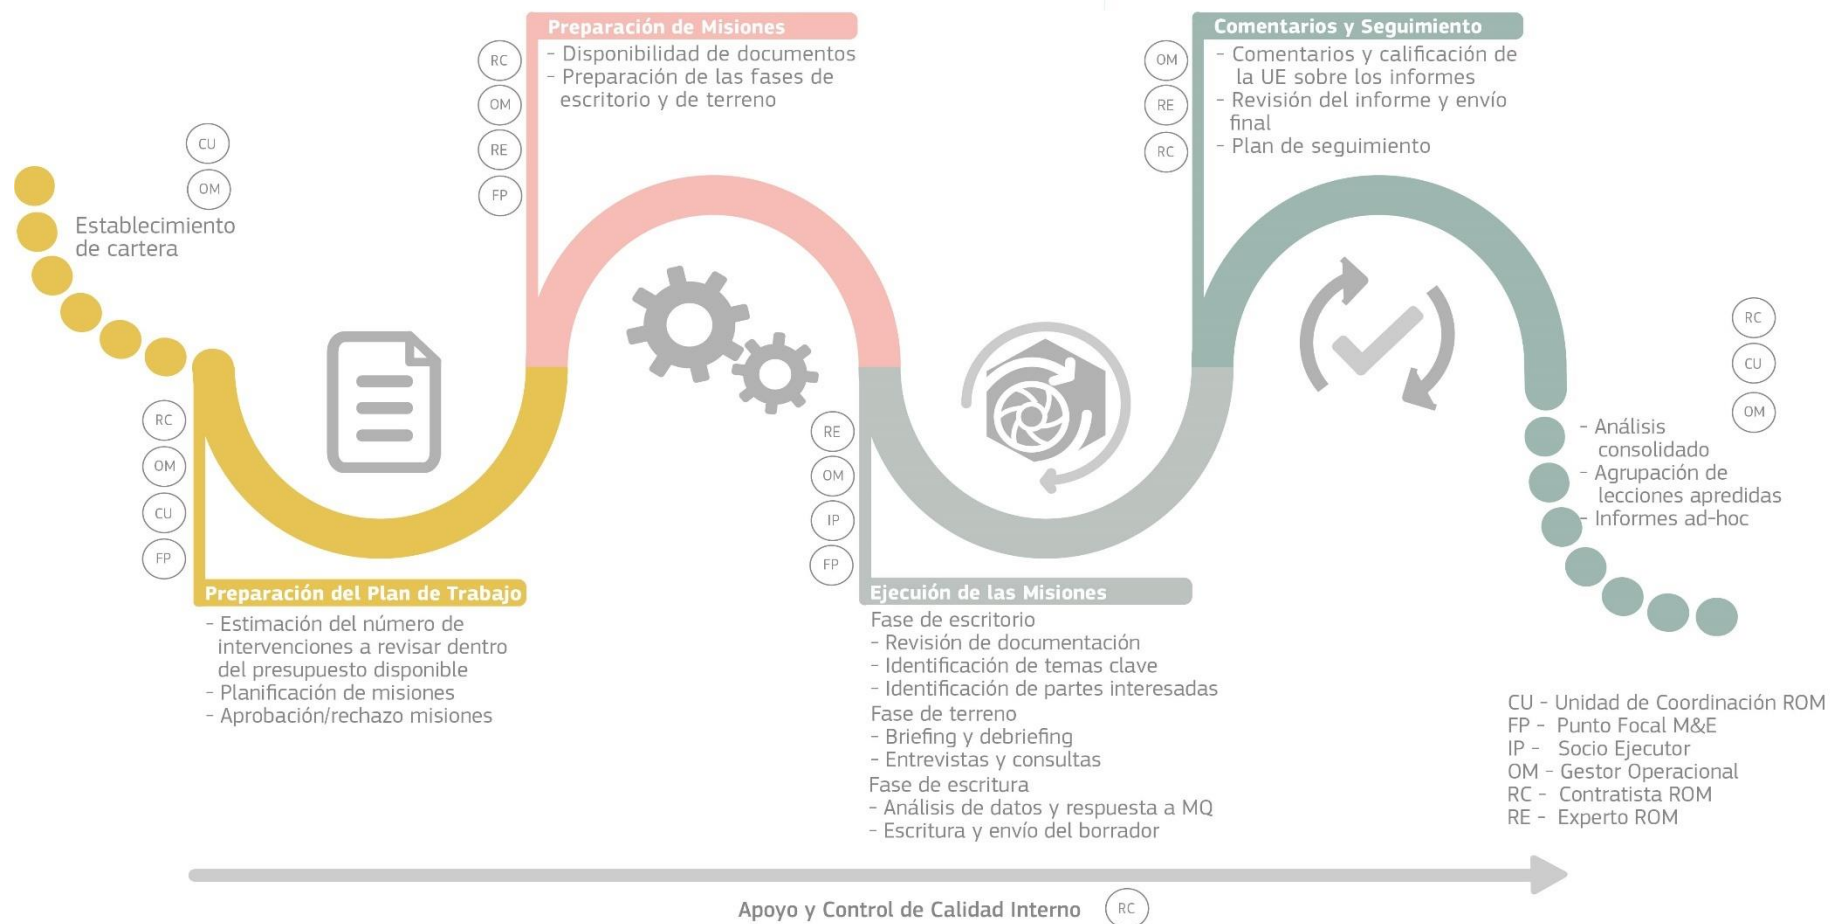 CU
OM
Establecimiento
de cartera
RC
OM
CU
FP
Preparación del Plan de Trabajo
- Estimación del número de
intervenciones a revisar dentro
del presupuesto disponible
- Planificación de misiones
- Aprobación/rechazo misiones
RC
OM
RE
FP
Preparación de Misiones
- Disponibilidad de documentos
- Preparación de las fases de
escritorio y de terreno
RE
OM
IP
FP
Ejecuión de las Misiones
Fase de escritorio
- Revisión de documentación
- Identificación de temas clave
- Identificación de partes interesadas
Fase de terreno
- Briefing y debriefing
- Entrevistas y consultas
Fase de escritura
- Análisis de datos y respuesta a MQ
- Escritura y envío del borrador
OM
RE
RC
Comentarios y Seguimiento
- Comentarios y calificación de
la UE sobre los informes
- Revisión del informe y envío
final
- Plan de seguimiento
RC
CU
OM
- Análisis
consolidado
- Agrupación de
lecciones apredidas
- Informes ad-hoc
CU - Unidad de Coordinación ROM
FP - Punto Focal M&E
IP - Socio Ejecutor
OM - Gestor Operacional
RC - Contratista ROM
RE - Experto ROM
Apoyo y Control de Calidad Interno RC